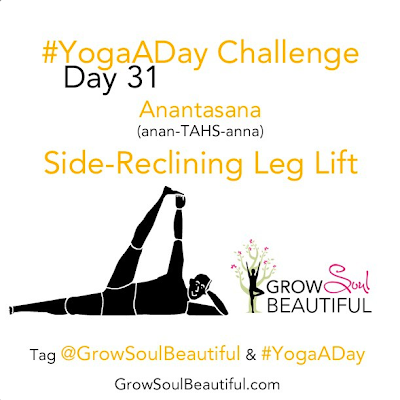 #YogaADay Challenge
Day 31
Anantasana
(anan-TAHS-anna)
Side-Reclining Leg Lift
GROW Soul
BEAUTIFUL
Tag @GrowSoulBeautiful & #YogaADay
GrowSoulBeautiful.com